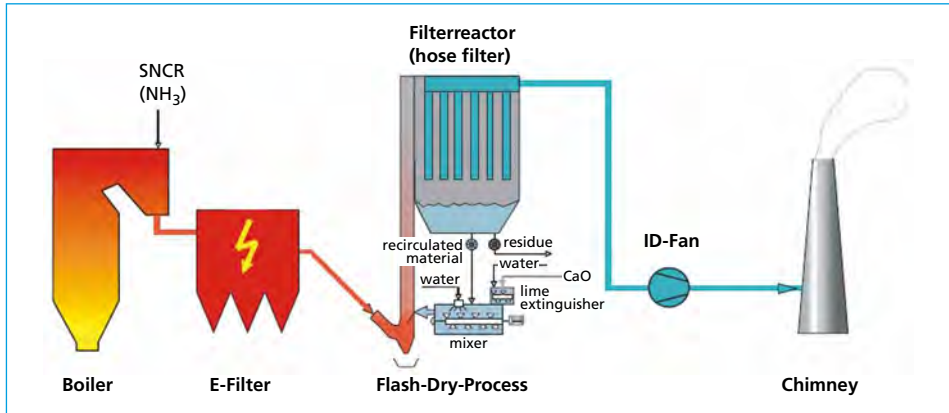 Filterreactor
(hose filter)
SNCR
(NH3)
recirculated
material
residue
water
water
CaO
lime
extinguisher
mixer
ID-Fan
Boiler
E-Filter
Flash-Dry-Process
Chimney